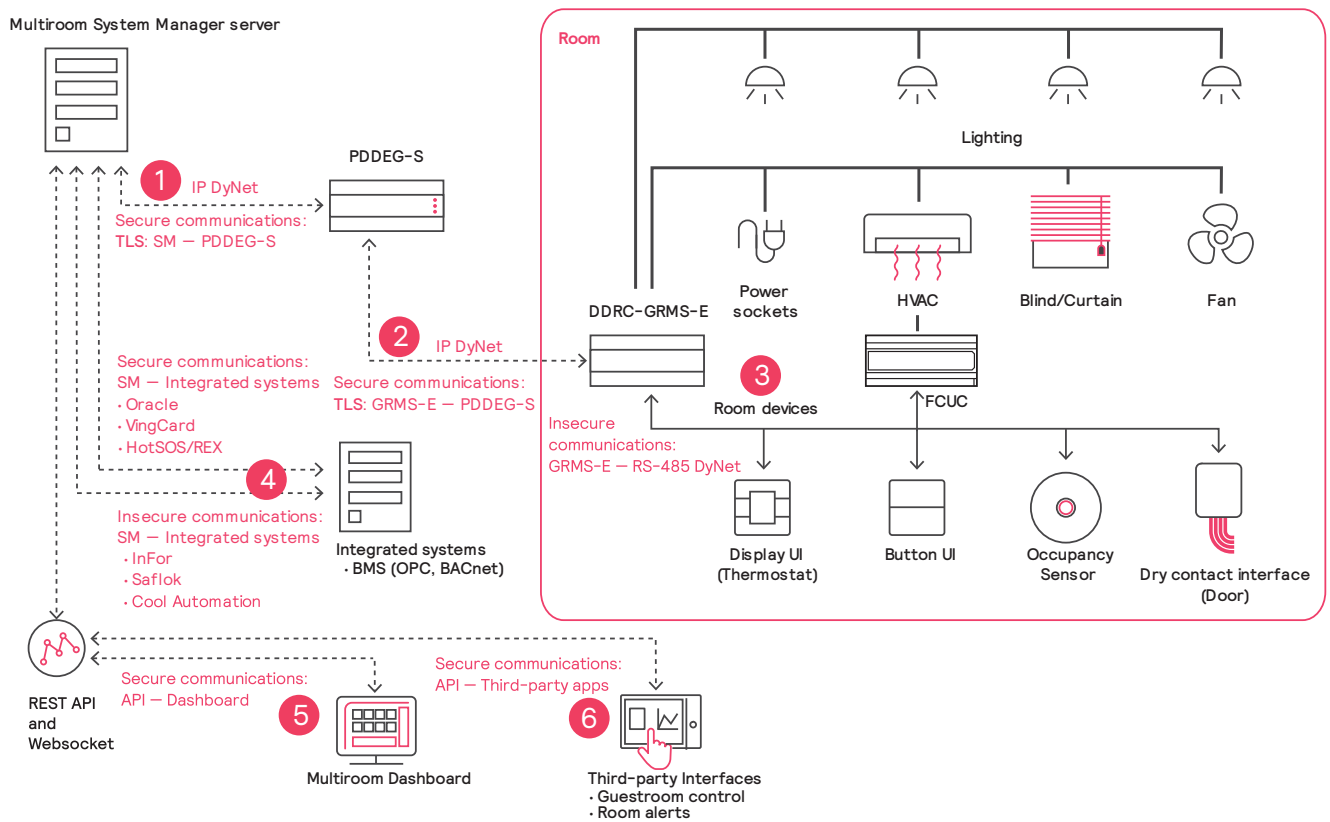 Multiroom System Manager server
Room
Lighting
1
IP DyNet
Secure communications:
TLS: SM – PDDEG-S
PDDEG-S
2
IP DyNet
Secure communications:
TLS: GRMS-E – PDDEG-S
DDRC-GRMS-E
Power
sockets
HVAC
Blind/Curtain
Fan
3
Room devices
FCUC
Insecure
communications:
GRMS-E – RS-485 DyNet
Display UI
(Thermostat)
Button UI
Occupancy
Sensor
Dry contact interface
(Door)
Secure communications:
SM – Integrated systems
· Oracle
· VingCard
· HotSOS/REX
4
Insecure communications:
SM – Integrated systems
· InFor
· Saflok
· Cool Automation
Integrated systems
· BMS (OPC, BACnet)
REST API
and
Websocket
Secure communications:
API – Dashboard
5
Multiroom Dashboard
Secure communications:
API – Third-party apps
6
Third-party Interfaces
· Guestroom control
· Room alerts